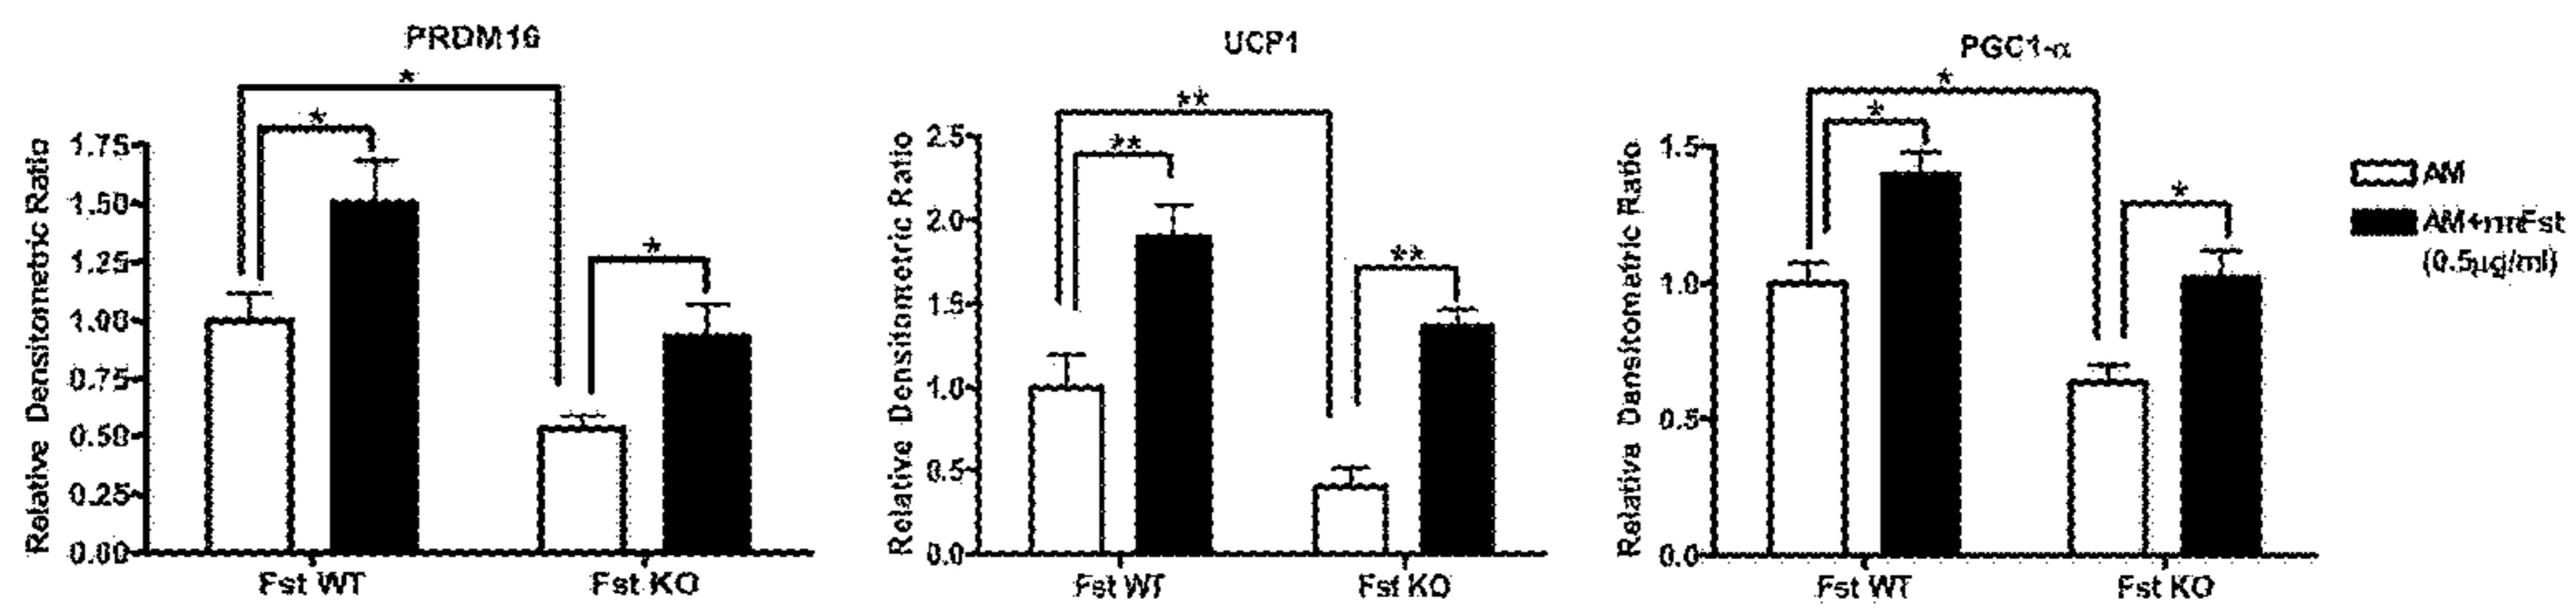 PRDM16
*
*
*
Relative Densitometric Ratio
1.75
1.50
1.25
1.00
0.75
0.50
0.25
0.00
Fst WT
Fst KO
UCP1
**
**
**
Relative Densitometric Ratio
2.5
2.0
1.5
1.0
0.5
0.0
Fst WT
Fst KO
PGC1-α
*
*
*
Relative Densitometric Ratio
1.5
1.0
0.5
0.0
Fst WT
Fst KO
AM
AM+rmFst
(0.5µg/ml)